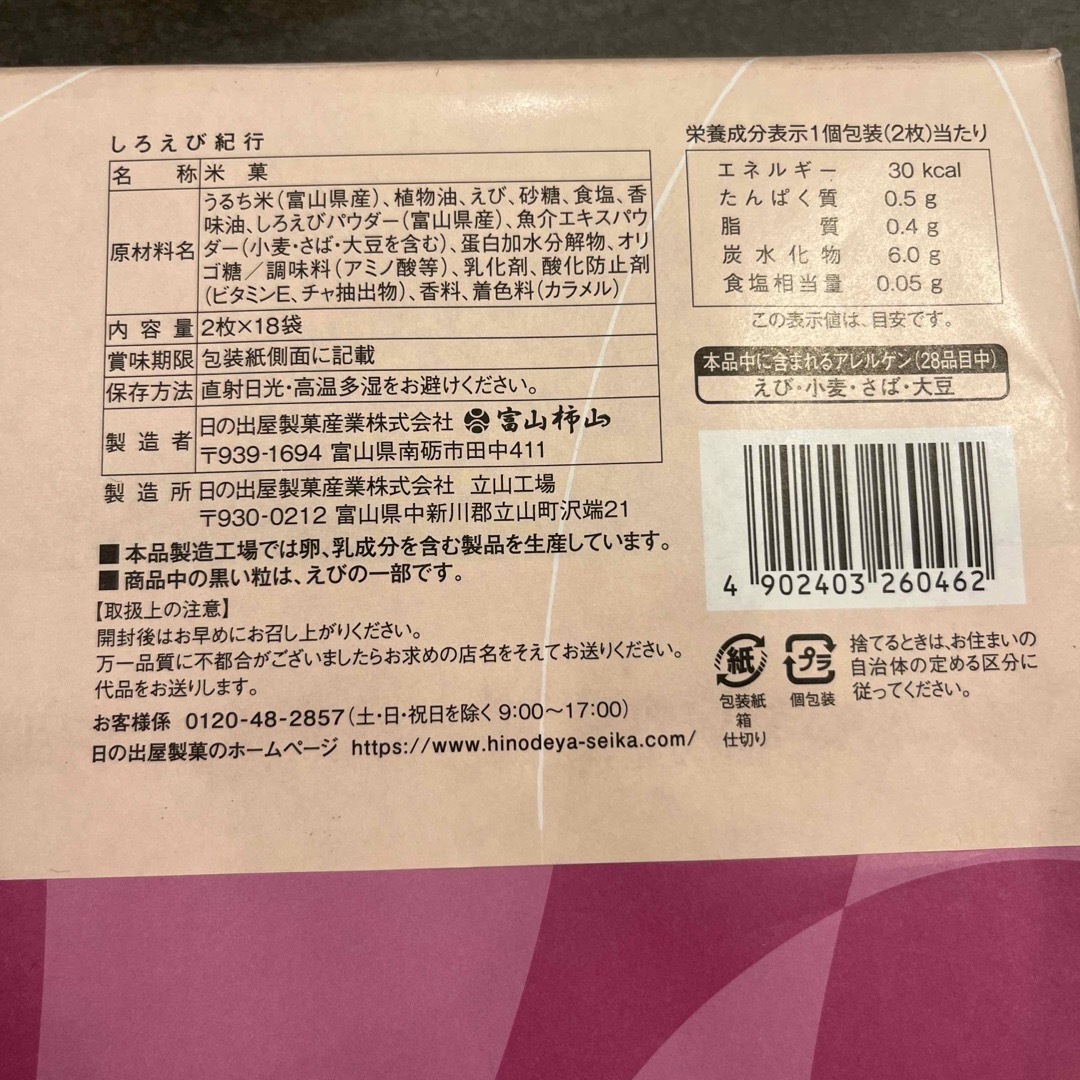 しろえび紀行
名称 米菓
原材料名 うるち米(富山県産)、植物油、えび、砂糖、食塩、香
味油、しろえびパウダー(富山県産)、魚介エキスパウ
ダー(小麦・さば・大豆を含む)、蛋白加水分解物、オリ
ゴ糖/調味料(アミノ酸等)、乳化剤、酸化防止剤
(ビタミンE、チャ抽出物)、香料、着色料(カラメル)
内容量 2枚×18袋
賞味期限 包装紙側面に記載
保存方法 直射日光・高温多湿をお避けください。
製造者 日の出屋製菓産業株式会社 富山柿山
〒939-1694 富山県南砺市田中411
製造所 日の出屋製菓産業株式会社 立山工場
〒930-0212 富山県中新川郡立山町沢端21
■本品製造工場では卵、乳成分を含む製品を生産しています。
■商品中の黒い粒は、えびの一部です。
【取扱上の注意】
開封後はお早めにお召し上がりください。
万一品質に不都合がございましたらお求めの店名をそえてお送りください。
代品をお送りします。
お客様係 0120-48-2857(土・日・祝日を除く 9:00〜17:00)
日の出屋製菓のホームページ https://www.hinodeya-seika.com/
栄養成分表示1個包装(2枚)当たり
エネルギー 30 kcal
たんぱく質 0.5 g
脂質 0.4 g
炭水化物 6.0 g
食塩相当量 0.05 g
この表示値は、目安です。
本品中に含まれるアレルゲン(28品目中)
えび・小麦・さば・大豆
4 902403 260462
紙
包装紙
箱
仕切り
プラ
個包装
捨てるときは、お住まいの
自治体の定める区分に
従ってください。